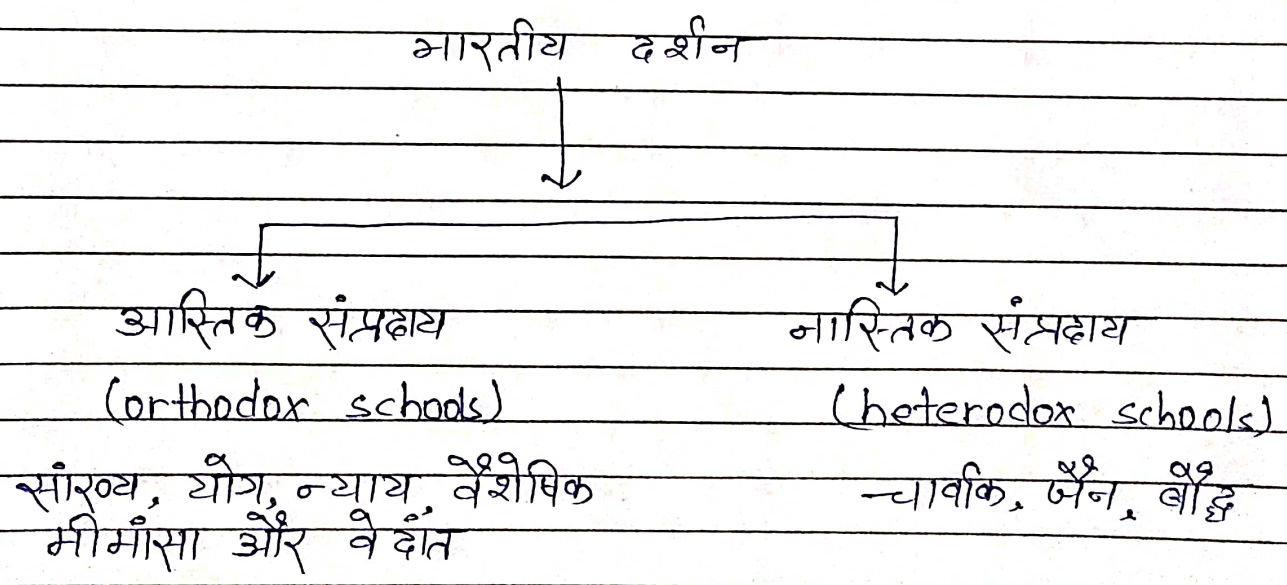 भारतीय दर्शन
आस्तिक संप्रदाय नास्तिक संप्रदाय
(orthodox schools) (heterodox schools)
सांख्य, योग, न्याय, वैशेषिक चार्वाक, जैन, बौद्ध
मीमांसा और वेदांत